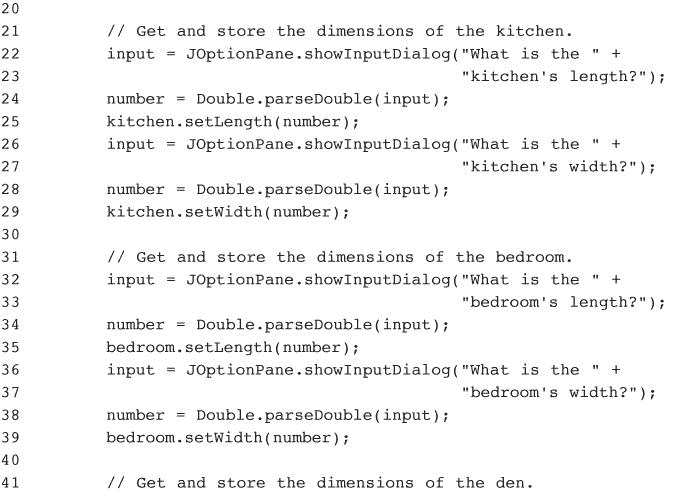 20
21 // Get and store the dimensions of the kitchen.
22 input = JOptionPane.showInputDialog("What is the " +
23 "kitchen's length?");
24 number = Double.parseDouble(input);
25 kitchen.setLength(number);
26 input = JOptionPane.showInputDialog("What is the " +
27 "kitchen's width?");
28 number = Double.parseDouble(input);
29 kitchen.setWidth(number);
30
31 // Get and store the dimensions of the bedroom.
32 input = JOptionPane.showInputDialog("What is the " +
33 "bedroom's length?");
34 number = Double.parseDouble(input);
35 bedroom.setLength(number);
36 input = JOptionPane.showInputDialog("What is the " +
37 "bedroom's width?");
38 number = Double.parseDouble(input);
39 bedroom.setWidth(number);
40
41 // Get and store the dimensions of the den.